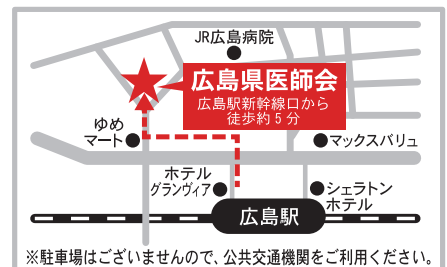 JR広島病院
広島県医師会
広島駅新幹線口から
徒歩約5分
ゆめ
マート
マックスバリュ
ホテル
グランヴィア
シェラトン
ホテル
広島駅
※駐車場はございませんので、公共交通機関をご利用ください。